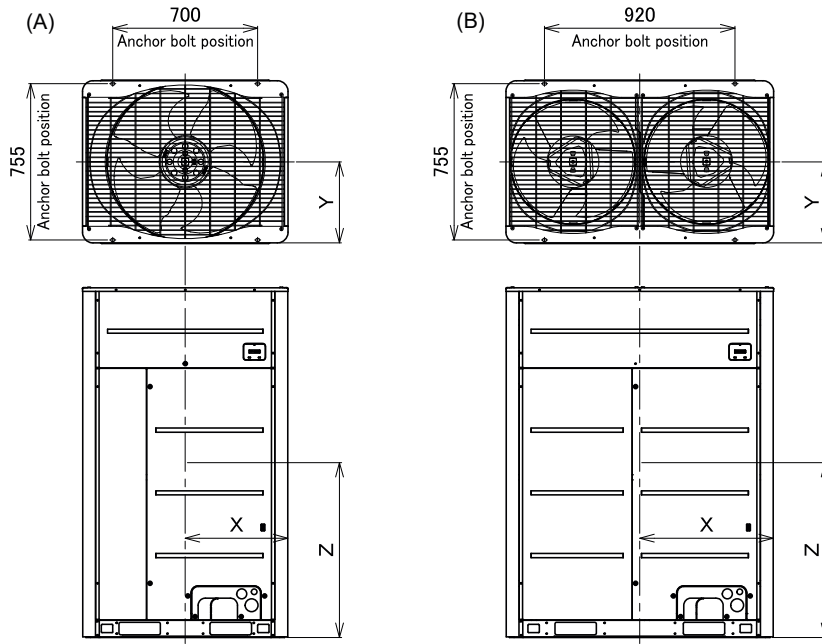 (A)
700
Anchor bolt position
755
Anchor bolt position
Y
X
Z
(B)
920
Anchor bolt position
755
Anchor bolt position
Y
X
Z